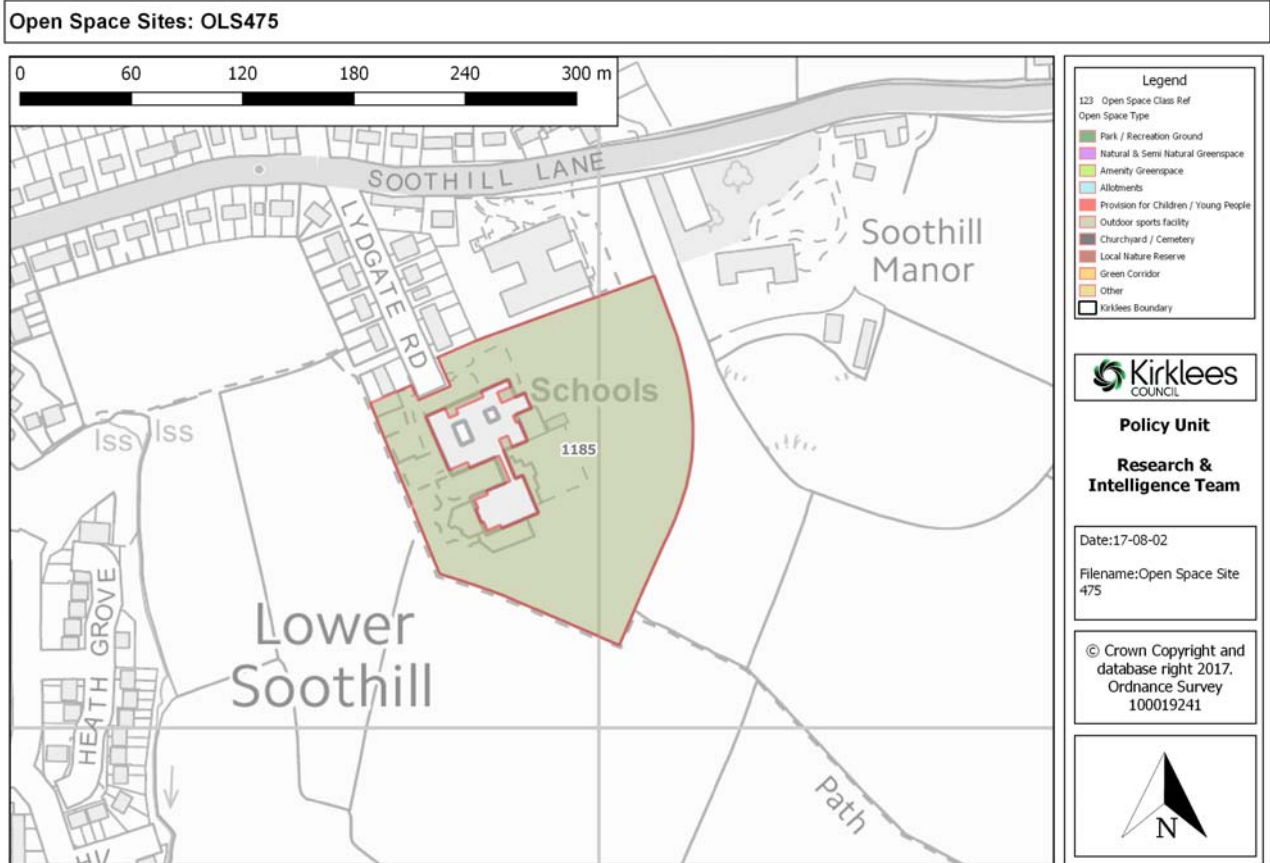 Open Space Sites: OLS475
0 60 120 180 240 300 m
SOOTHILL LANE
LYDGATE RD
Soothill
Manor
Schools
1185
Iss Iss
HEATH GROVE
Lower
Soothill
Path
Legend
123 Open Space Class Ref
Open Space Type
Park / Recreation Ground
Natural & Semi Natural Greenspace
Amenity Greenspace
Allotments
Provision for Children / Young People
Outdoor sports facility
Churchyard / Cemetery
Local Nature Reserve
Green Corridor
Other
Kirklees Boundary
Kirklees
COUNCIL
Policy Unit
Research &
Intelligence Team
Date:17-08-02
Filename:Open Space Site
475
© Crown Copyright and
database right 2017.
Ordnance Survey
100019241
N